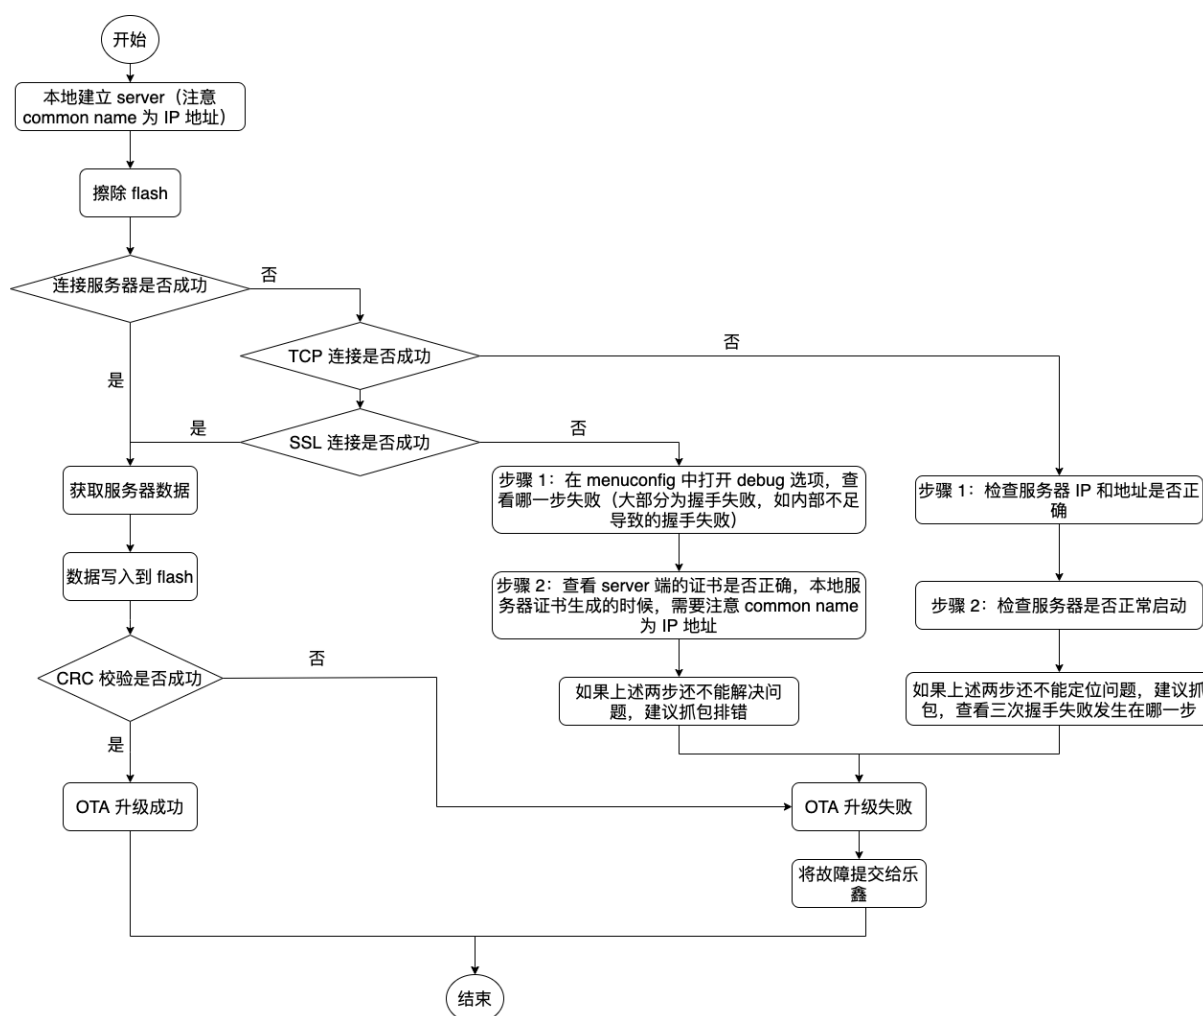 开始
本地建立 server（注意
common name 为 IP 地址）
擦除 flash
连接服务器是否成功
否
TCP 连接是否成功
否
是
SSL 连接是否成功
是
否
获取服务器数据
步骤 1：在 menuconfig 中打开 debug 选项，查
看哪一步失败（大部分为握手失败，如内部不足
导致的握手失败）
步骤 1：检查服务器 IP 和地址是否正
确
数据写入到 flash
步骤 2：查看 server 端的证书是否正确，本地服
务器证书生成的时候，需要注意 common name
为 IP 地址
步骤 2：检查服务器是否正常启动
CRC 校验是否成功
否
是
如果上述两步还不能解决问
题，建议抓包排错
如果上述两步还不能定位问题，建议抓
包，查看三次握手失败发生在哪一步
OTA 升级成功
OTA 升级失败
将故障提交给乐
鑫
结束